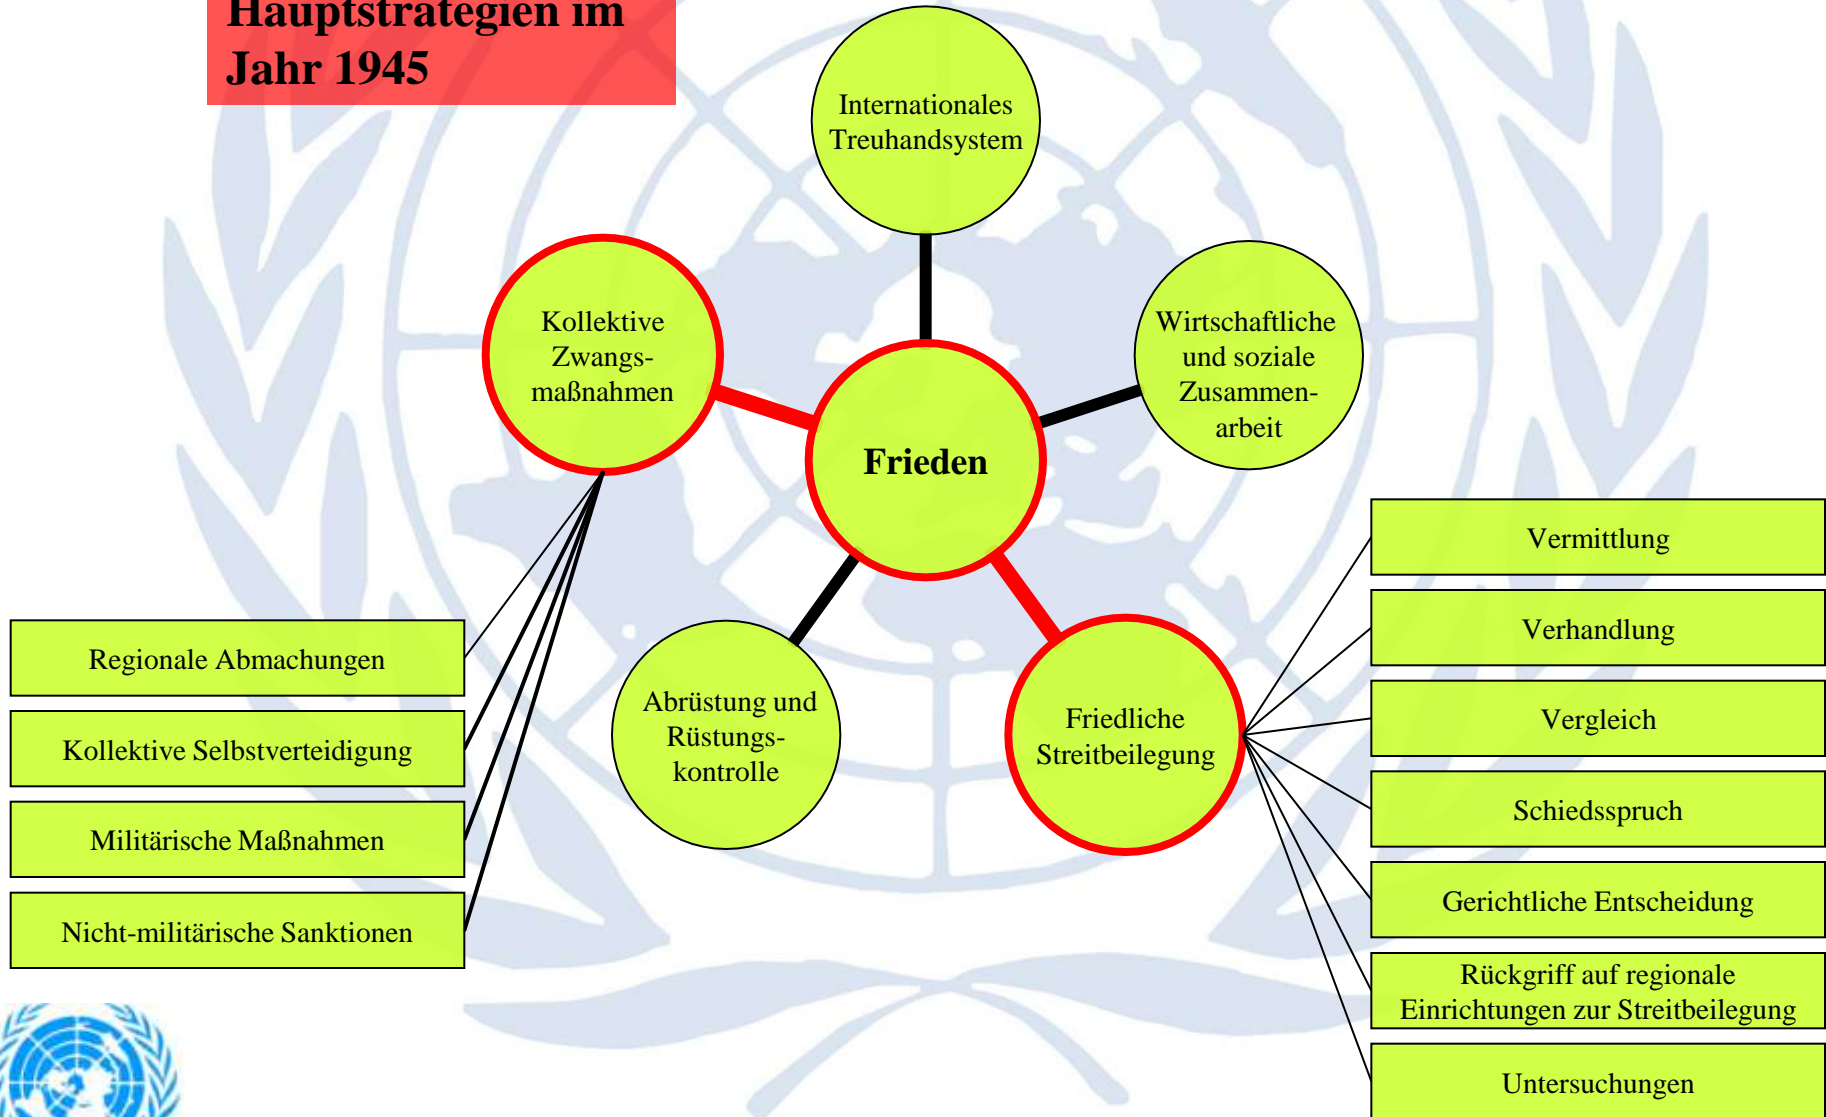 Hauptstrategien im
Jahr 1945
Internationales
Treuhandsystem
Kollektive
Zwangs-
maßnahmen
Wirtschaftliche
und soziale
Zusammen-
arbeit
Frieden
Abrüstung und
Rüstungs-
kontrolle
Friedliche
Streitbeilegung
Regionale Abmachungen
Kollektive Selbstverteidigung
Militärische Maßnahmen
Nicht-militärische Sanktionen
Vermittlung
Verhandlung
Vergleich
Schiedsspruch
Gerichtliche Entscheidung
Rückgriff auf regionale
Einrichtungen zur Streitbeilegung
Untersuchungen